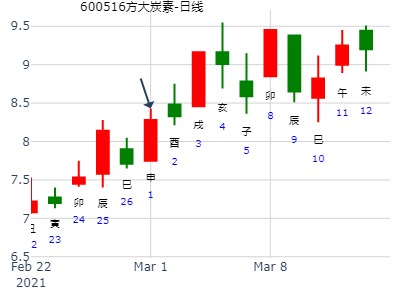 600516方大炭素-日线
9.5
9
8.5
8
7.5
7
6.5
丑
2
寅
23
卯
24
辰
25
巳
26
申
1
酉
2
戌
3
亥
4
子
5
卯
8
辰
9
巳
10
午
11
未
12
Feb 22
2021
Mar 1
Mar 8